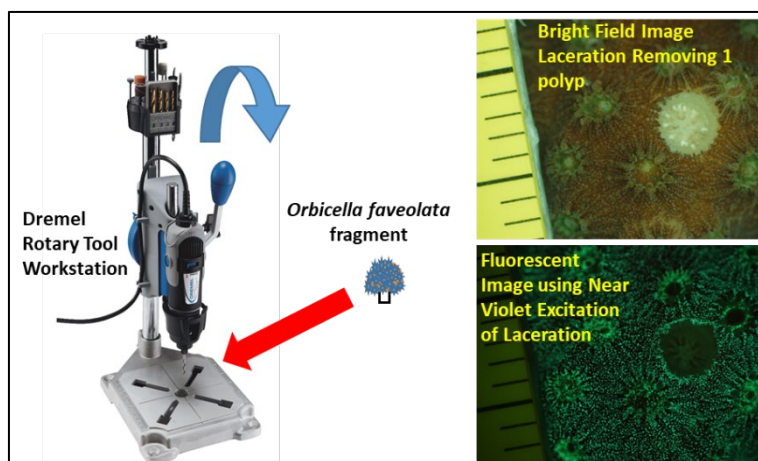 Dremel
Rotary Tool
Workstation
Orbicella faveolata
fragment
Bright Field Image
Laceration Removing 1
polyp
Fluorescent
Image using Near
Violet Excitation
of Laceration